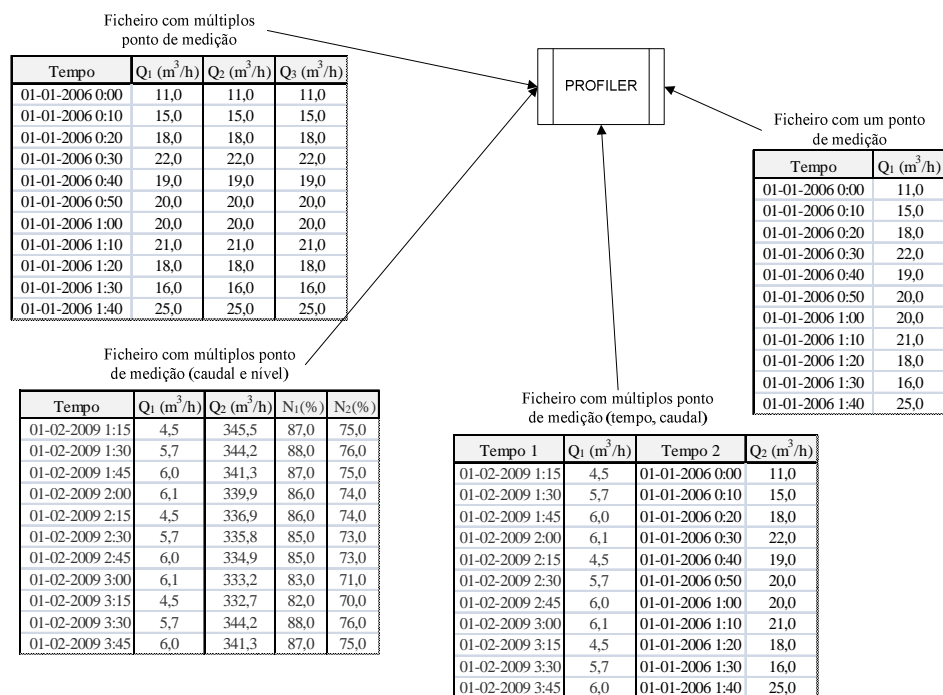 Ficheiro com múltiplos
ponto de medição
Tempo Q₁ (m³/h) Q₂ (m³/h) Q₃ (m³/h)
01-01-2006 0:00 11,0 11,0 11,0
01-01-2006 0:10 15,0 15,0 15,0
01-01-2006 0:20 18,0 18,0 18,0
01-01-2006 0:30 22,0 22,0 22,0
01-01-2006 0:40 19,0 19,0 19,0
01-01-2006 0:50 20,0 20,0 20,0
01-01-2006 1:00 20,0 20,0 20,0
01-01-2006 1:10 21,0 21,0 21,0
01-01-2006 1:20 18,0 18,0 18,0
01-01-2006 1:30 16,0 16,0 16,0
01-01-2006 1:40 25,0 25,0 25,0
PROFILER
Ficheiro com um ponto
de medição
Tempo Q₁ (m³/h)
01-01-2006 0:00 11,0
01-01-2006 0:10 15,0
01-01-2006 0:20 18,0
01-01-2006 0:30 22,0
01-01-2006 0:40 19,0
01-01-2006 0:50 20,0
01-01-2006 1:00 20,0
01-01-2006 1:10 21,0
01-01-2006 1:20 18,0
01-01-2006 1:30 16,0
01-01-2006 1:40 25,0
Ficheiro com múltiplos ponto
de medição (caudal e nível)
Tempo Q₁ (m³/h) Q₂ (m³/h) N₁(%) N₂(%)
01-02-2009 1:15 4,5 345,5 87,0 75,0
01-02-2009 1:30 5,7 344,2 88,0 76,0
01-02-2009 1:45 6,0 341,3 87,0 75,0
01-02-2009 2:00 6,1 339,9 86,0 74,0
01-02-2009 2:15 4,5 336,9 86,0 74,0
01-02-2009 2:30 5,7 335,8 85,0 73,0
01-02-2009 2:45 6,0 334,9 85,0 73,0
01-02-2009 3:00 6,1 333,2 83,0 71,0
01-02-2009 3:15 4,5 332,7 82,0 70,0
01-02-2009 3:30 5,7 344,2 88,0 76,0
01-02-2009 3:45 6,0 341,3 87,0 75,0
Ficheiro com múltiplos ponto
de medição (tempo, caudal)
Tempo 1 Q₁ (m³/h) Tempo 2 Q₂ (m³/h)
01-02-2009 1:15 4,5 01-01-2006 0:00 11,0
01-02-2009 1:30 5,7 01-01-2006 0:10 15,0
01-02-2009 1:45 6,0 01-01-2006 0:20 18,0
01-02-2009 2:00 6,1 01-01-2006 0:30 22,0
01-02-2009 2:15 4,5 01-01-2006 0:40 19,0
01-02-2009 2:30 5,7 01-01-2006 0:50 20,0
01-02-2009 2:45 6,0 01-01-2006 1:00 20,0
01-02-2009 3:00 6,1 01-01-2006 1:10 21,0
01-02-2009 3:15 4,5 01-01-2006 1:20 18,0
01-02-2009 3:30 5,7 01-01-2006 1:30 16,0
01-02-2009 3:45 6,0 01-01-2006 1:40 25,0